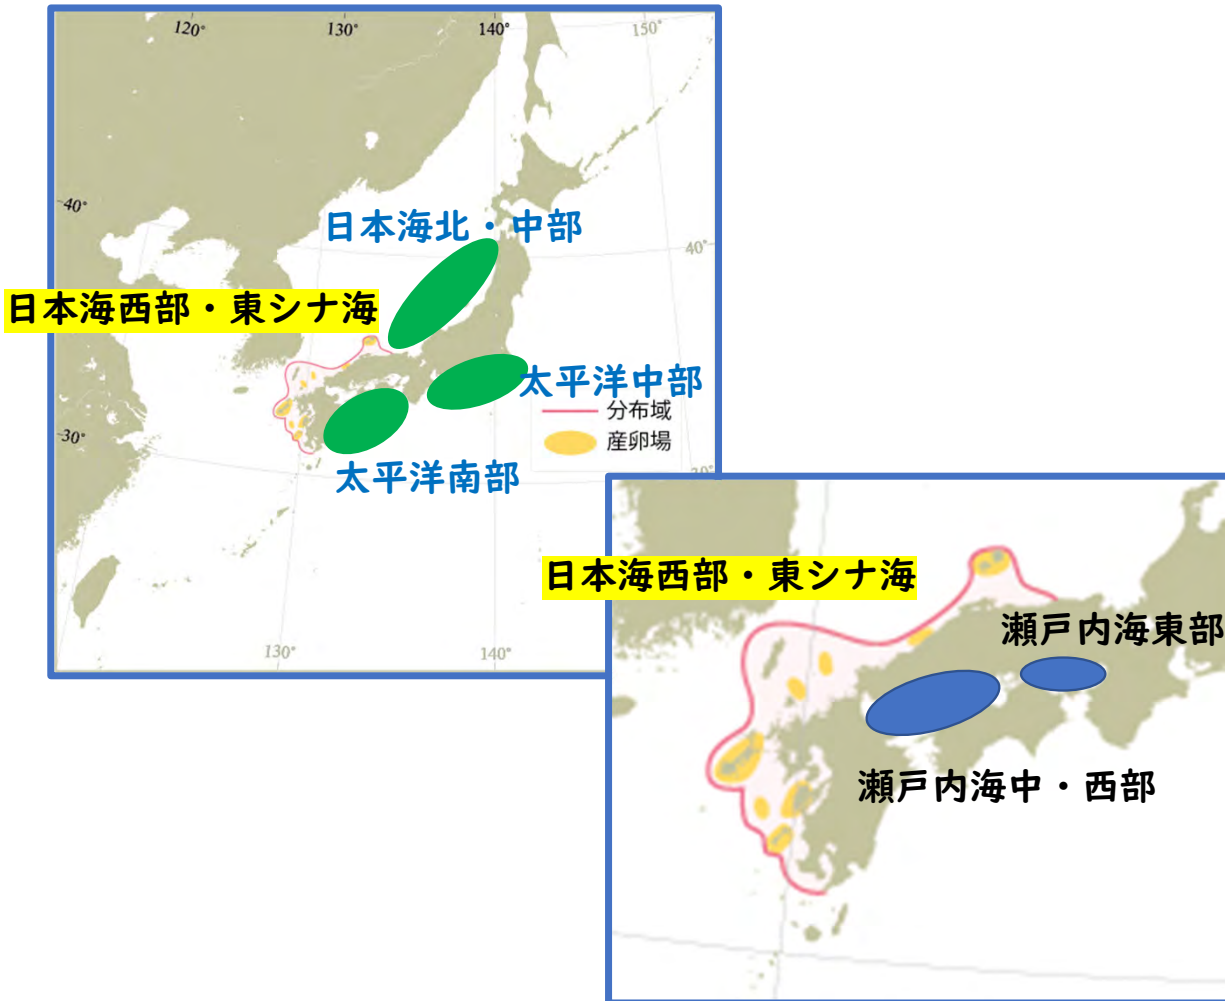 120°
130°
140°
150°
40°
日本海北・中部
40°
日本海西部・東シナ海
太平洋中部
分布域
30°
産卵場
太平洋南部
日本海西部・東シナ海
瀬戸内海東部
130°
140°
瀬戸内海中・西部